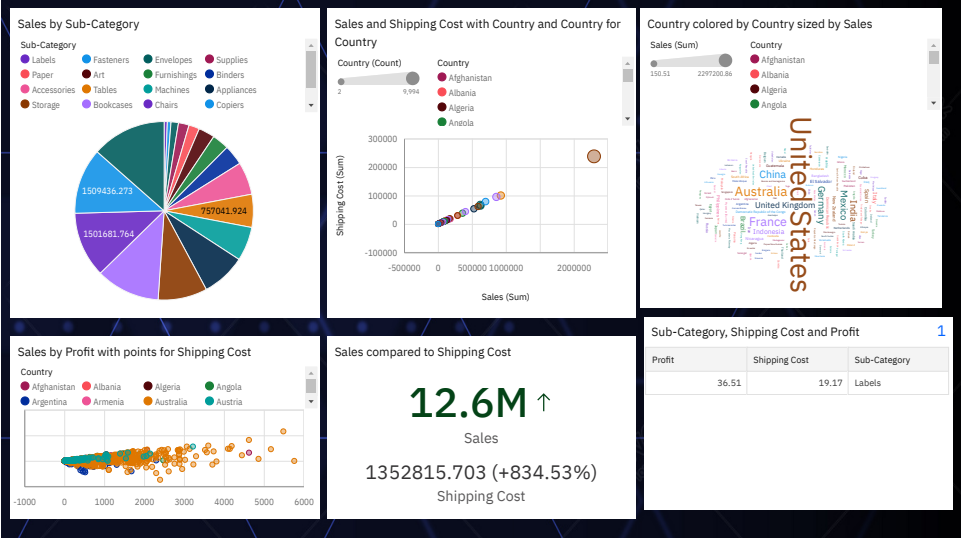 Sales by Sub-Category
Sub-Category
Labels Fasteners Envelopes Supplies
Paper Art Furnishings Binders
Accessories Tables Machines Appliances
Storage Bookcases Chairs Copiers
1509436.273
757041.924
1501681.764
Sales and Shipping Cost with Country and Country for
Country
Country (Count) Country
2 9,994
Afghanistan
Albania
Algeria
Angola
Shipping Cost (Sum)
300000
200000
100000
0
-100000
-500000 0 500000 1000000 2000000
Sales (Sum)
Country colored by Country sized by Sales
Sales (Sum) Country
150.51 2297200.86
Afghanistan
Albania
Algeria
Angola
United States
China
Australia
United Kingdom
France
Indonesia
Brazil
Germany
Mexico
India
Spain
Sales by Profit with points for Shipping Cost
Country
Afghanistan Albania Algeria Angola
Argentina Armenia Australia Austria
-1000 0 1000 2000 3000 4000 5000 6000
Sales compared to Shipping Cost
12.6M ↑
Sales
1352815.703 (+834.53%)
Shipping Cost
Sub-Category, Shipping Cost and Profit 1
Profit Shipping Cost Sub-Category
36.51 19.17 Labels